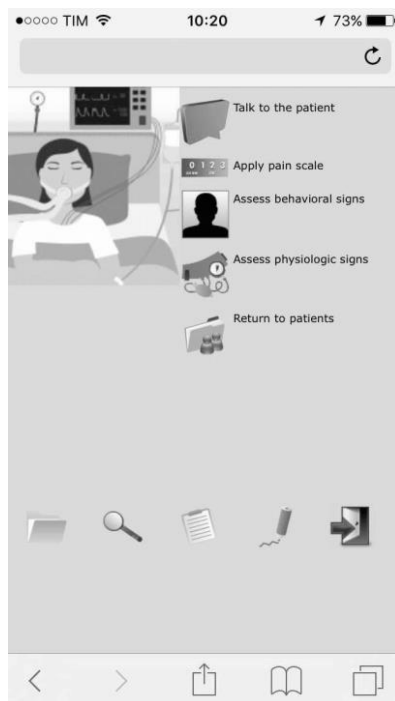 TIM 10:20 73%
Talk to the patient
0 1 2 3
Apply pain scale
Assess behavioral signs
Assess physiologic signs
Return to patients